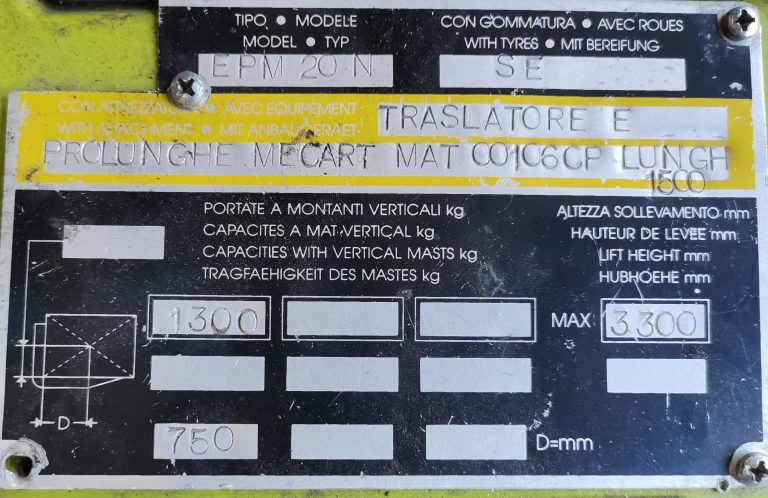 TIPO • MODELE
MODEL • TYP
EPM 20 N
CON GOMMATURA • AVEC ROUES
WITH TYRES • MIT BEREIFUNG
SE
CON ATTREZZATURA • AVEC EQUIPEMENT
WITH ATTACHMENT • MIT ANBAUGERAET
TRASLATORE E
PROLUNGHE MECART MAT 001C6CP LUNGH
1500
PORTATE A MONTANTI VERTICALI kg
CAPACITES A MAT VERTICAL kg
CAPACITIES WITH VERTICAL MASTS kg
TRAGFAEHIGKEIT DES MASTES kg
ALTEZZA SOLLEVAMENTO mm
HAUTEUR DE LEVEE mm
LIFT HEIGHT mm
HUBHOEHE mm
1300
MAX 3300
D
750
D=mm